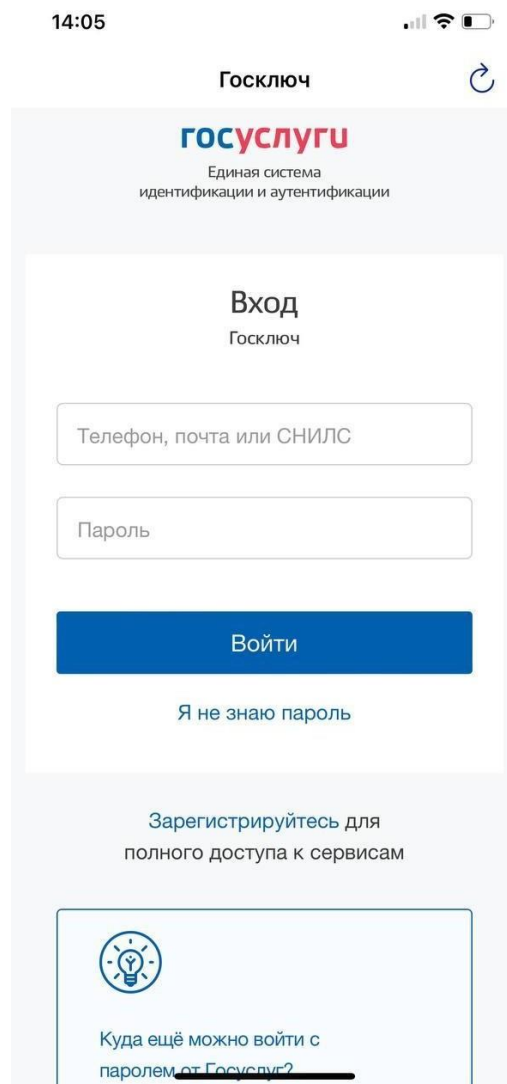 14:05
Госключ
госуслуги
Единая система
идентификации и аутентификации
Вход
Госключ
Телефон, почта или СНИЛС
Пароль
Войти
Я не знаю пароль
Зарегистрируйтесь для
полного доступа к сервисам
Куда ещё можно войти с
паролем от Госуслуг?